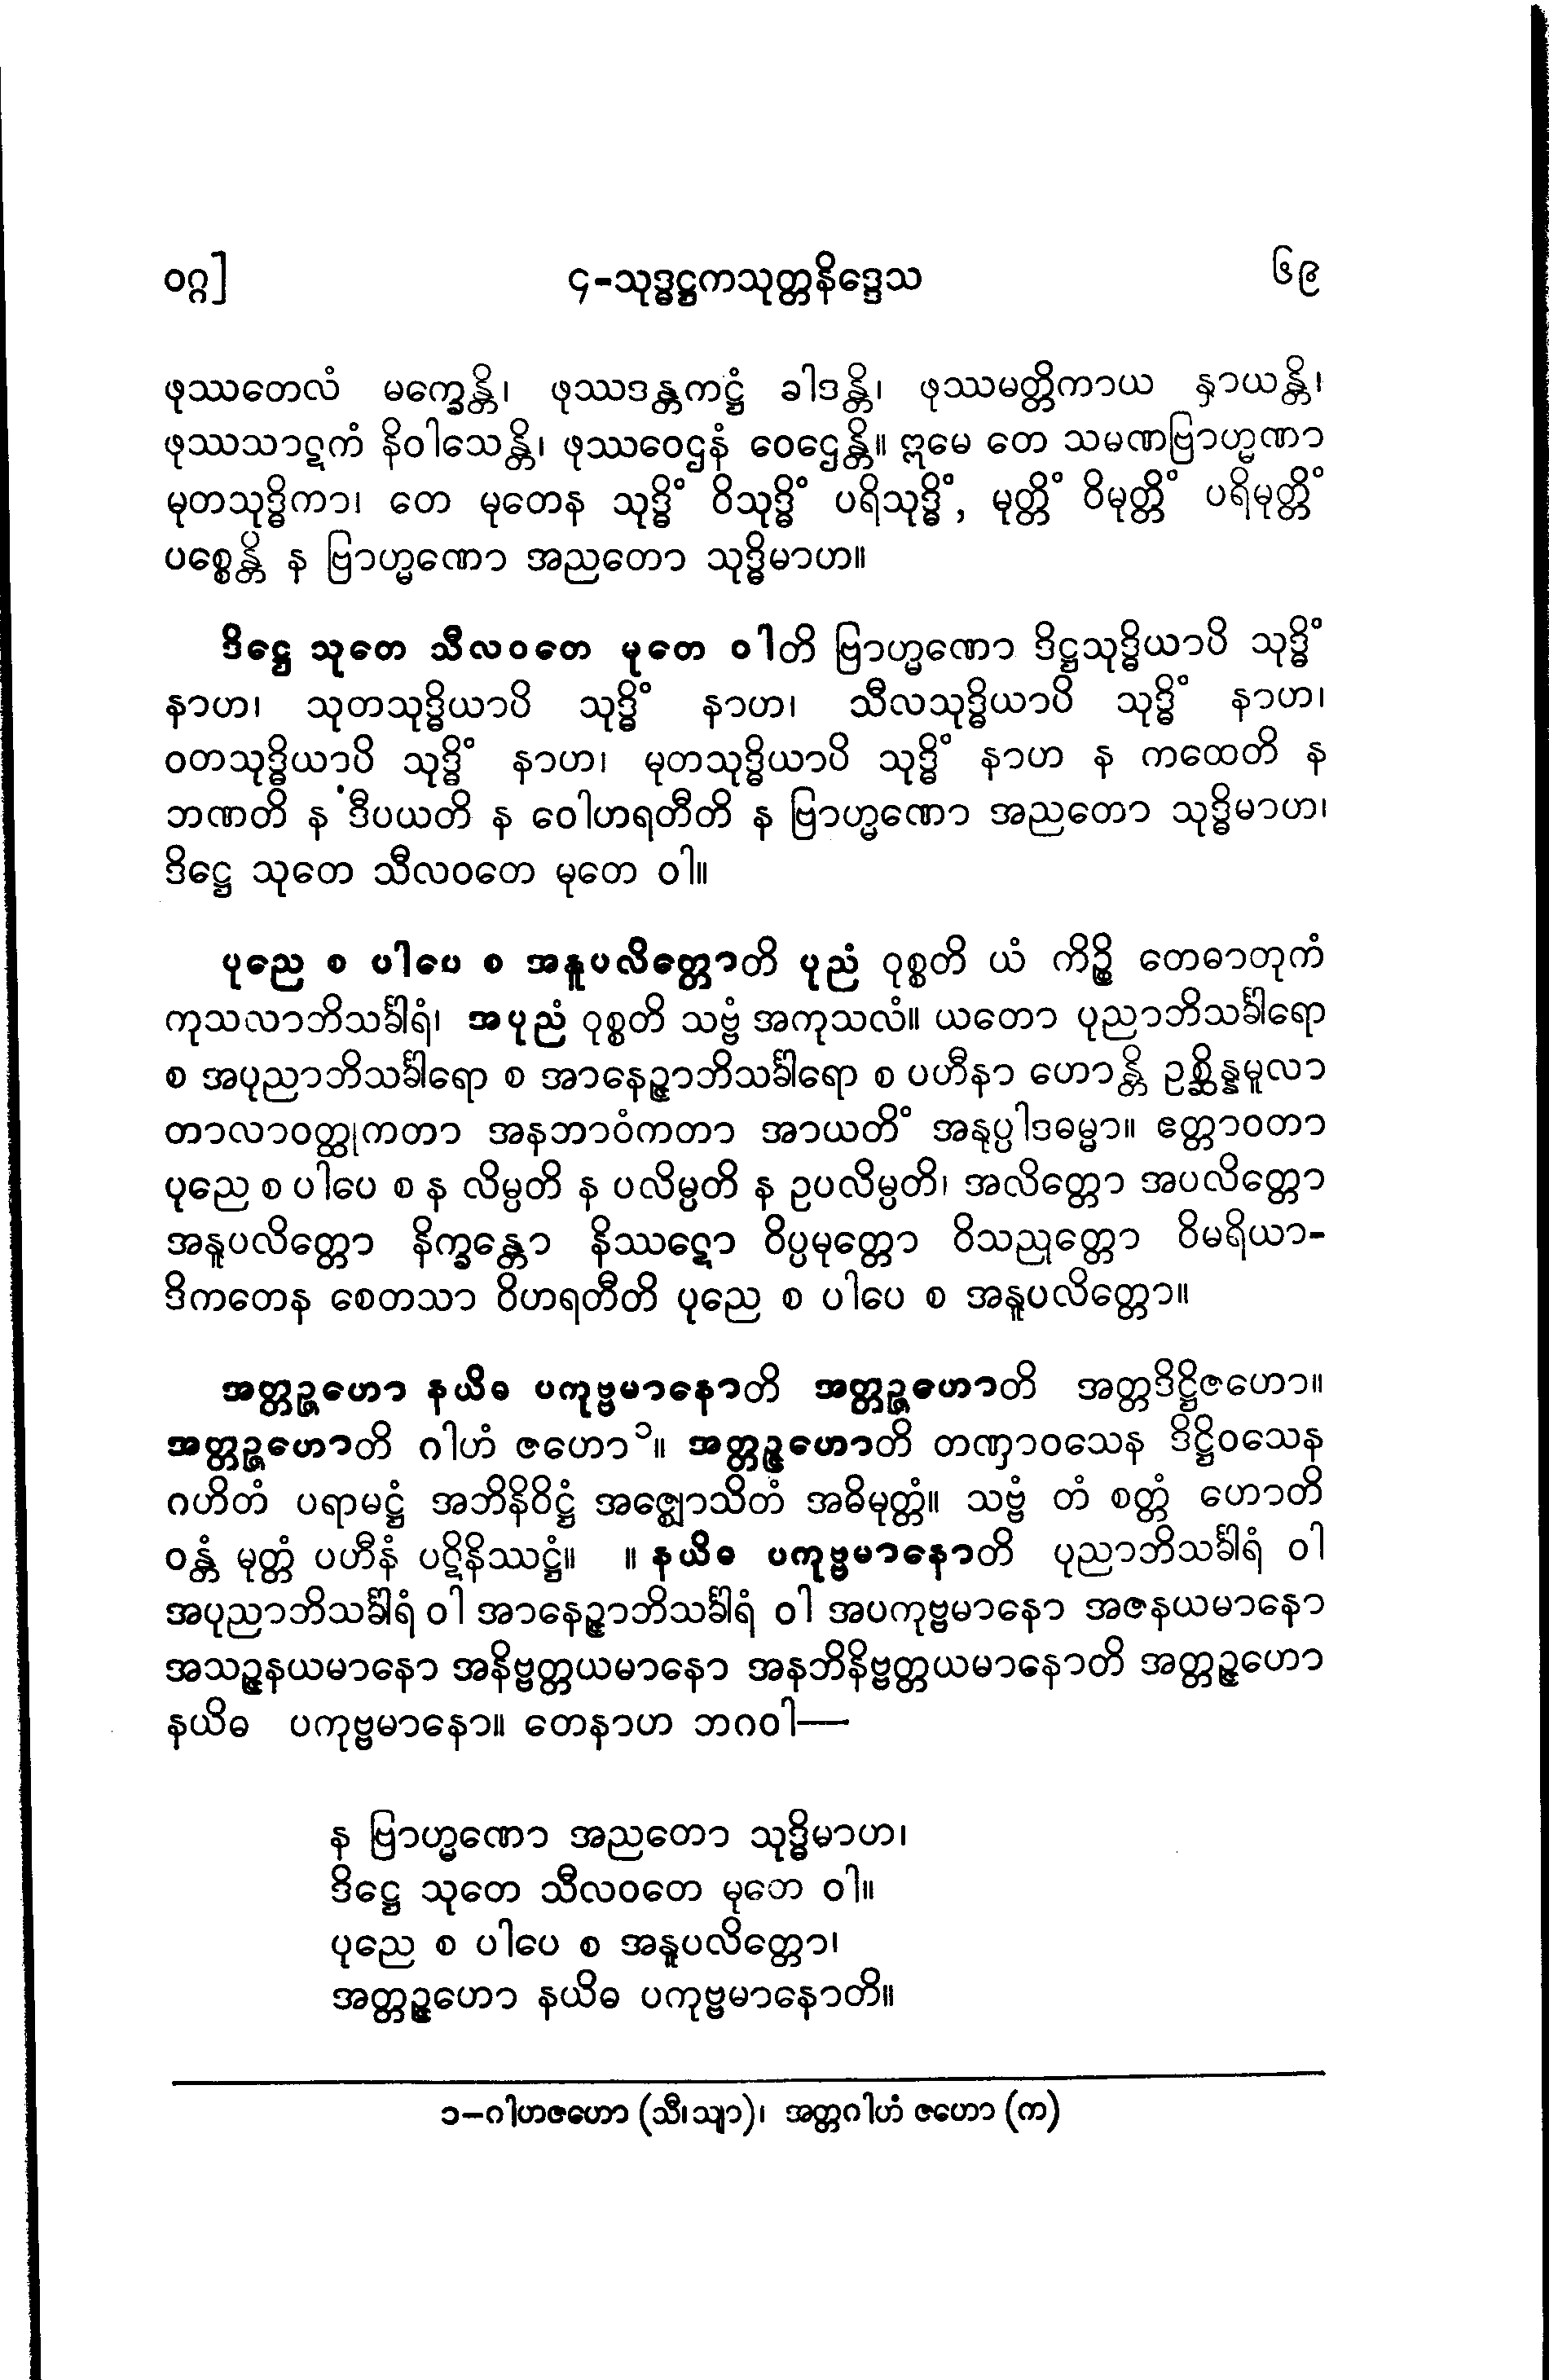 ဝဂ္ဂ]	၄-သုဒ္ဓဋ္ဌကသုတ္တနိဒ္ဒေသ	၆၉
ဖုဿတေလံ မက္ခေန္တိ၊ ဖုဿဒန္တကဋ္ဌံ ခါဒန္တိ၊ ဖုဿမတ္တိကာယ နှာယန္တိ၊
ဖုဿသာဋကံ နိဝါသေန္တိ၊ ဖုဿဝေဌနံ ဝေဌေန္တိ။ ဣမေ တေ သမဏဗြာဟ္မဏာ
မုတသုဒ္ဓိကာ၊ တေ မုတေန သုဒ္ဓိံ ဝိသုဒ္ဓိံ ပရိသုဒ္ဓိံ, မုတ္တိံ ဝိမုတ္တိံ ပရိမုတ္တိံ
ပစ္စေန္တိ န ဗြာဟ္မဏော အညတော သုဒ္ဓိမာဟ။
ဒိဋ္ဌေ သုတေ သီလဝတေ မုတေ ဝါတိ ဗြာဟ္မဏော ဒိဋ္ဌသုဒ္ဓိယာပိ သုဒ္ဓိံ
နာဟ၊ သုတသုဒ္ဓိယာပိ သုဒ္ဓိံ နာဟ၊ သီလသုဒ္ဓိယာပိ သုဒ္ဓိံ နာဟ၊
ဝတသုဒ္ဓိယာပိ သုဒ္ဓိံ နာဟ၊ မုတသုဒ္ဓိယာပိ သုဒ္ဓိံ နာဟ န ကထေတိ န
ဘဏတိ န ဒီပယတိ န ဝေါဟရတီတိ န ဗြာဟ္မဏော အညတော သုဒ္ဓိမာဟ၊
ဒိဋ္ဌေ သုတေ သီလဝတေ မုတေ ဝါ။
ပုညေ စ ပါပေ စ အနူပလိတ္တောတိ ပုညံ ဝုစ္စတိ ယံ ကိဉ္စိ တေဓာတုကံ
ကုသလာဘိသင်္ခါရံ၊ အပုညံ ဝုစ္စတိ သဗ္ဗံ အကုသလံ။ ယတော ပုညာဘိသင်္ခါရော
စ အပုညာဘိသင်္ခါရော စ အာနေဉ္ဇာဘိသင်္ခါရော စ ပဟီနာ ဟောန္တိ ဥစ္ဆိန္နမူလာ
တာလာဝတ္ထုကတာ အနဘာဝံကတာ အာယတိံ အနုပ္ပါဒဓမ္မာ။ ဧတ္တာဝတာ
ပုညေ စ ပါပေ စ န လိမ္ပတိ န ပလိမ္ပတိ န ဥပလိမ္ပတိ၊ အလိတ္တော အပလိတ္တော
အနူပလိတ္တော နိက္ခန္တော နိဿဋော ဝိပ္ပမုတ္တော ဝိသညုတ္တော ဝိမရိယာ-
ဒိကတေန စေတသာ ဝိဟရတီတိ ပုညေ စ ပါပေ စ အနူပလိတ္တော။
အတ္တဉ္ဇဟော နယိဓ ပကုဗ္ဗမာနောတိ အတ္တဉ္ဇဟောတိ အတ္တဒိဋ္ဌိဇဟော။
အတ္တဉ္ဇဟောတိ ဂါဟံ ဇဟော၁။ အတ္တဉ္ဇဟောတိ တဏှာဝသေန ဒိဋ္ဌိဝသေန
ဂဟိတံ ပရာမဋ္ဌံ အဘိနိဝိဋ္ဌံ အဇ္ဈောသိတံ အဓိမုတ္တံ။ သဗ္ဗံ တံ စတ္တံ ဟောတိ
ဝန္တံ မုတ္တံ ပဟီနံ ပဋိနိဿဋ္ဌံ။ ။ နယိဓ ပကုဗ္ဗမာနောတိ ပုညာဘိသင်္ခါရံ ဝါ
အပုညာဘိသင်္ခါရံ ဝါ အာနေဉ္ဇာဘိသင်္ခါရံ ဝါ အပကုဗ္ဗမာနော အဇနယမာနော
အသဉ္ဇနယမာနော အနိဗ္ဗတ္တယမာနော အနဘိနိဗ္ဗတ္တယမာနောတိ အတ္တဉ္ဇဟော
နယိဓ ပကုဗ္ဗမာနော။ တေနာဟ ဘဂဝါ—
န ဗြာဟ္မဏော အညတော သုဒ္ဓိမာဟ၊
ဒိဋ္ဌေ သုတေ သီလဝတေ မုတေ ဝါ။
ပုညေ စ ပါပေ စ အနူပလိတ္တော၊
အတ္တဉ္ဇဟော နယိဓ ပကုဗ္ဗမာနောတိ။
၁–ဂါဟဇဟော (သီ၊သျာ)၊ အတ္တဂါဟံ ဇဟော (က)